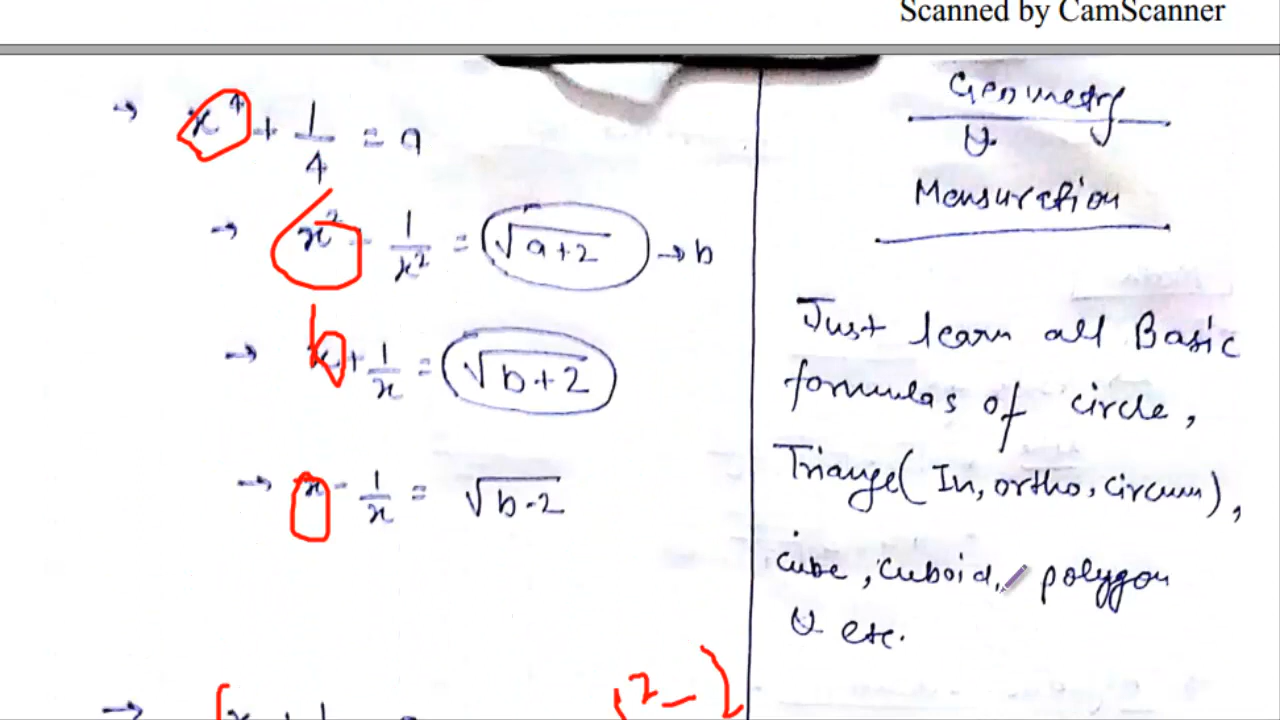 Scanned by CamScanner
→ x⁴ + 1/4 = a
→ x² - 1/x² = √a+2 → b
→ x + 1/x = √b+2
→ x - 1/x = √b-2
Geometry
&
Mensuration
Just learn all Basic
formulas of circle,
Triange( In, ortho, circum),
cube, cuboid, polygon
& etc.